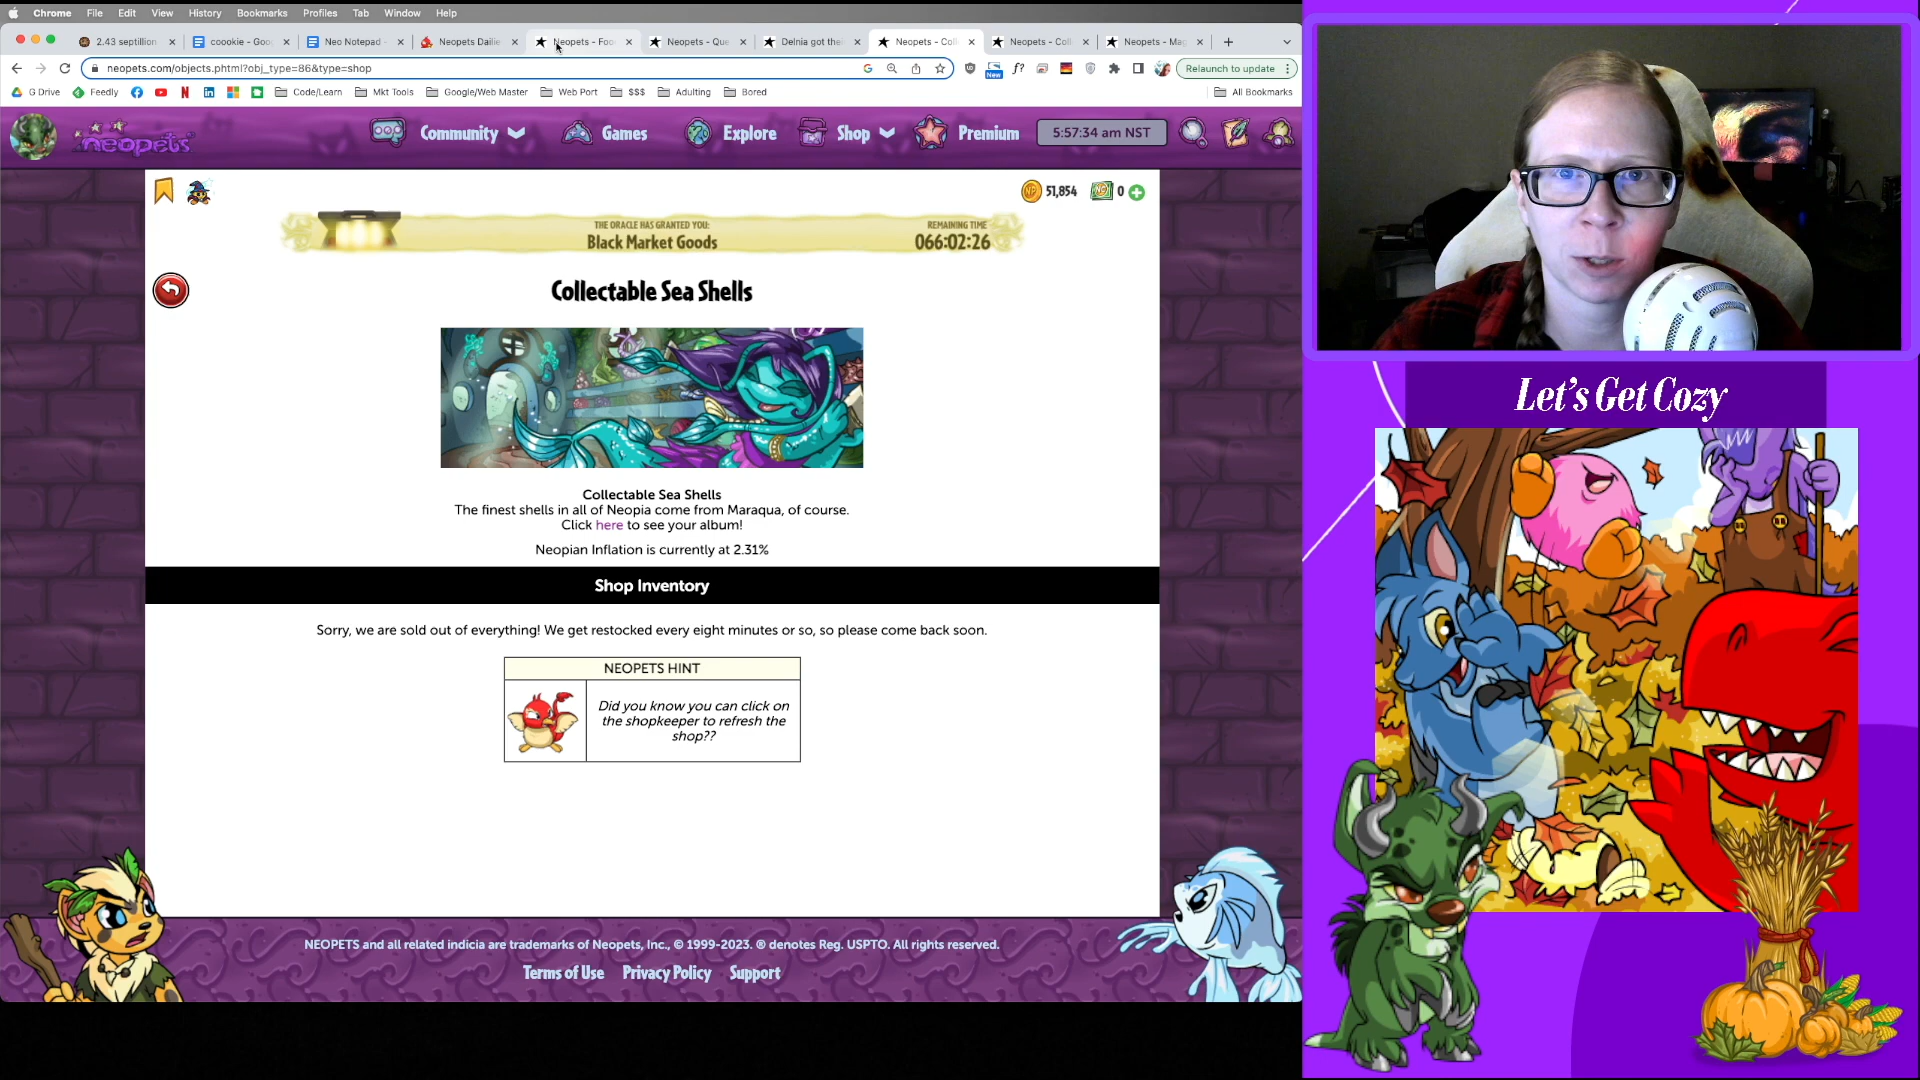 Chrome File Edit View History Bookmarks Profiles Tab Window Help
2.43 septillion coookie - Goo Neo Notepad - Neopets Dailie Neopets - Foo Neopets - Que Delnia got thei Neopets - Coll Neopets - Coll Neopets - Mag
neopets.com/objects.phtml?obj_type=86&type=shop
New
Relaunch to update
G Drive Feedly Code/Learn Mkt Tools Google/Web Master Web Port $$$ Adulting Bored All Bookmarks
neopets Community Games Explore Shop Premium 5:57:34 am NST
NP 51,854 NC 0
THE ORACLE HAS GRANTED YOU: REMAINING TIME
Black Market Goods 066:02:26
Collectable Sea Shells
Collectable Sea Shells
The finest shells in all of Neopia come from Maraqua, of course.
Click here to see your album!
Neopian Inflation is currently at 2.31%
Shop Inventory
Sorry, we are sold out of everything! We get restocked every eight minutes or so, so please come back soon.
NEOPETS HINT
Did you know you can click on
the shopkeeper to refresh the
shop??
NEOPETS and all related indicia are trademarks of Neopets, Inc., © 1999-2023. ® denotes Reg. USPTO. All rights reserved.
Terms of Use Privacy Policy Support
Let's Get Cozy